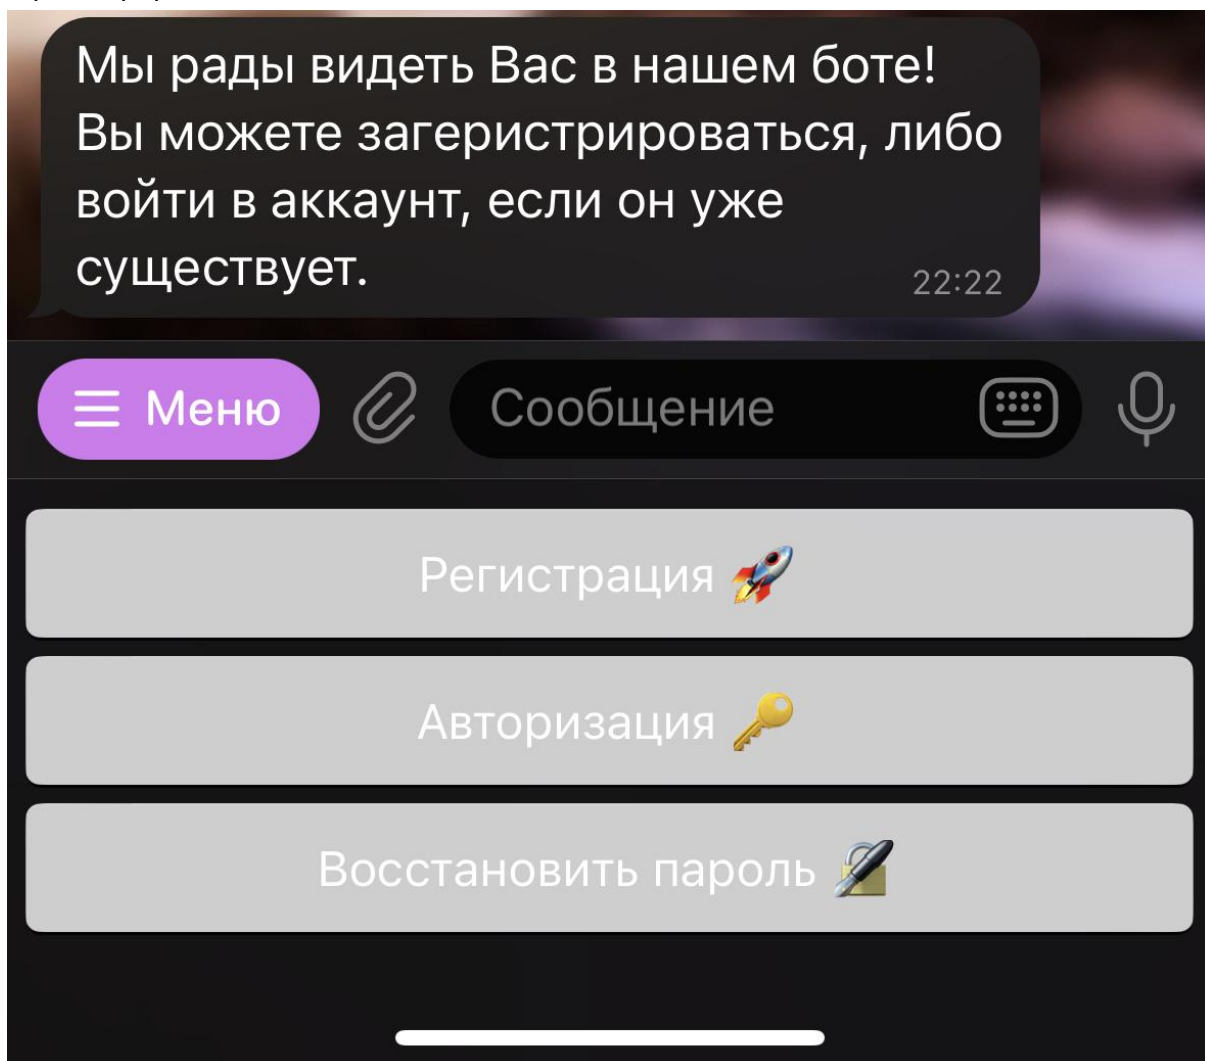 Мы рады видеть Вас в нашем боте!
Вы можете загеристрироваться, либо
войти в аккаунт, если он уже
существует.
22:22
Меню
Сообщение
Регистрация 🚀
Авторизация 🔑
Восстановить пароль 🔏